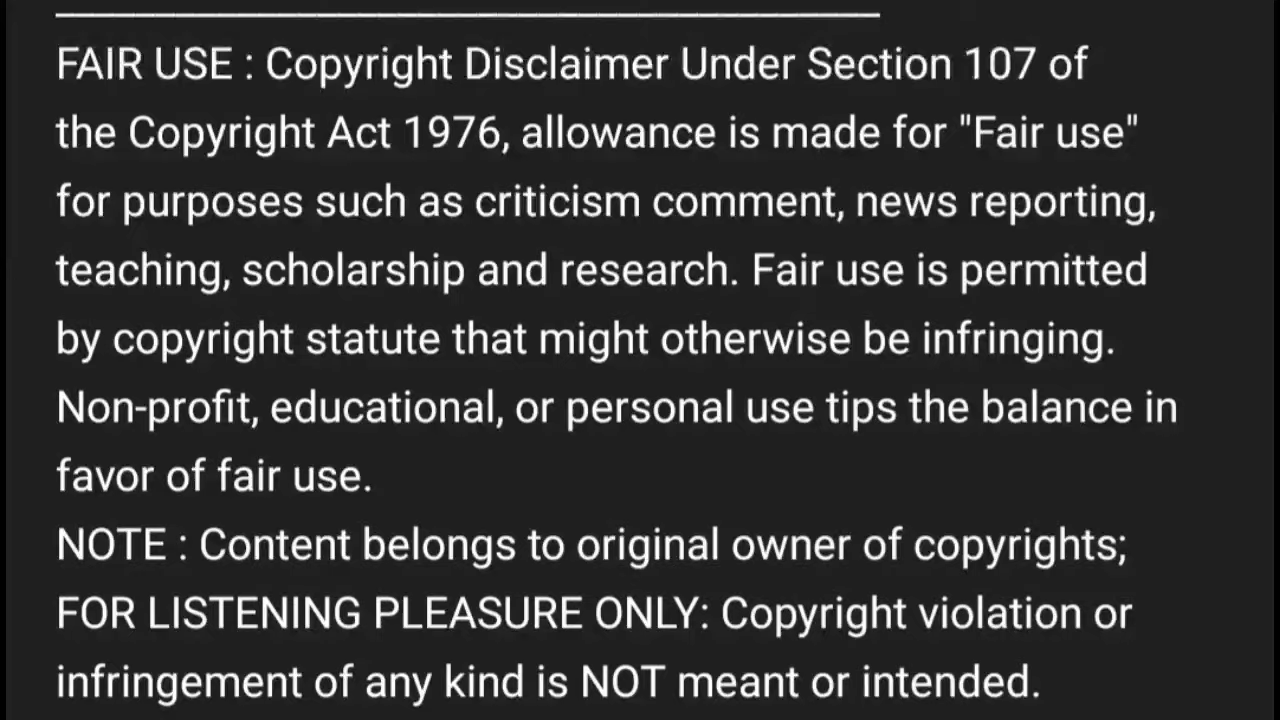 FAIR USE : Copyright Disclaimer Under Section 107 of
the Copyright Act 1976, allowance is made for "Fair use"
for purposes such as criticism comment, news reporting,
teaching, scholarship and research. Fair use is permitted
by copyright statute that might otherwise be infringing.
Non-profit, educational, or personal use tips the balance in
favor of fair use.
NOTE : Content belongs to original owner of copyrights;
FOR LISTENING PLEASURE ONLY: Copyright violation or
infringement of any kind is NOT meant or intended.